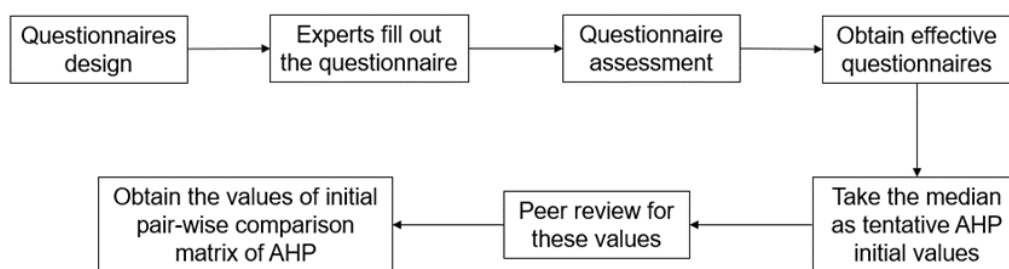 Questionnaires
design
Experts fill out
the questionnaire
Questionnaire
assessment
Obtain effective
questionnaires
Take the median
as tentative AHP
initial values
Peer review for
these values
Obtain the values of initial
pair-wise comparison
matrix of AHP